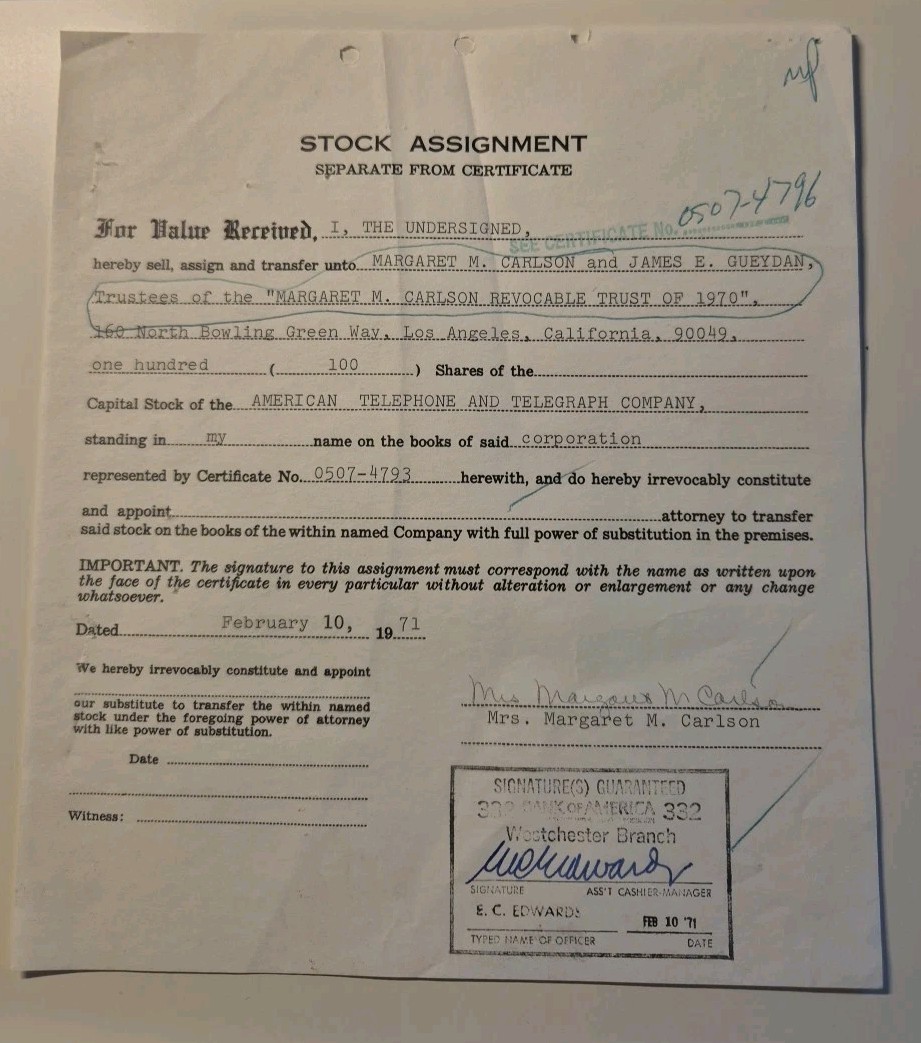 mf
STOCK ASSIGNMENT
SEPARATE FROM CERTIFICATE
0507-4796
SEE CERTIFICATE No.
For Value Received, I, THE UNDERSIGNED,
hereby sell, assign and transfer unto MARGARET M. CARLSON and JAMES E. GUEYDAN,
Trustees of the "MARGARET M. CARLSON REVOCABLE TRUST OF 1970",
160 North Bowling Green Way, Los Angeles, California, 90049,
one hundred ( 100 ) Shares of the
Capital Stock of the AMERICAN TELEPHONE AND TELEGRAPH COMPANY,
standing in my name on the books of said corporation
represented by Certificate No. 0507-4793 herewith, and do hereby irrevocably constitute
and appoint attorney to transfer
said stock on the books of the within named Company with full power of substitution in the premises.
IMPORTANT. The signature to this assignment must correspond with the name as written upon
the face of the certificate in every particular without alteration or enlargement or any change
whatsoever.
Dated February 10, 1971
We hereby irrevocably constitute and appoint
our substitute to transfer the within named
stock under the foregoing power of attorney
with like power of substitution.
Date
Witness:
Mrs Margaret M Carlson
Mrs. Margaret M. Carlson
SIGNATURE(S) GUARANTEED
332 BANK OF AMERICA 332
Westchester Branch
SIGNATURE ASS'T CASHIER-MANAGER
E. C. EDWARDS FEB 10 '71
TYPED NAME OF OFFICER DATE